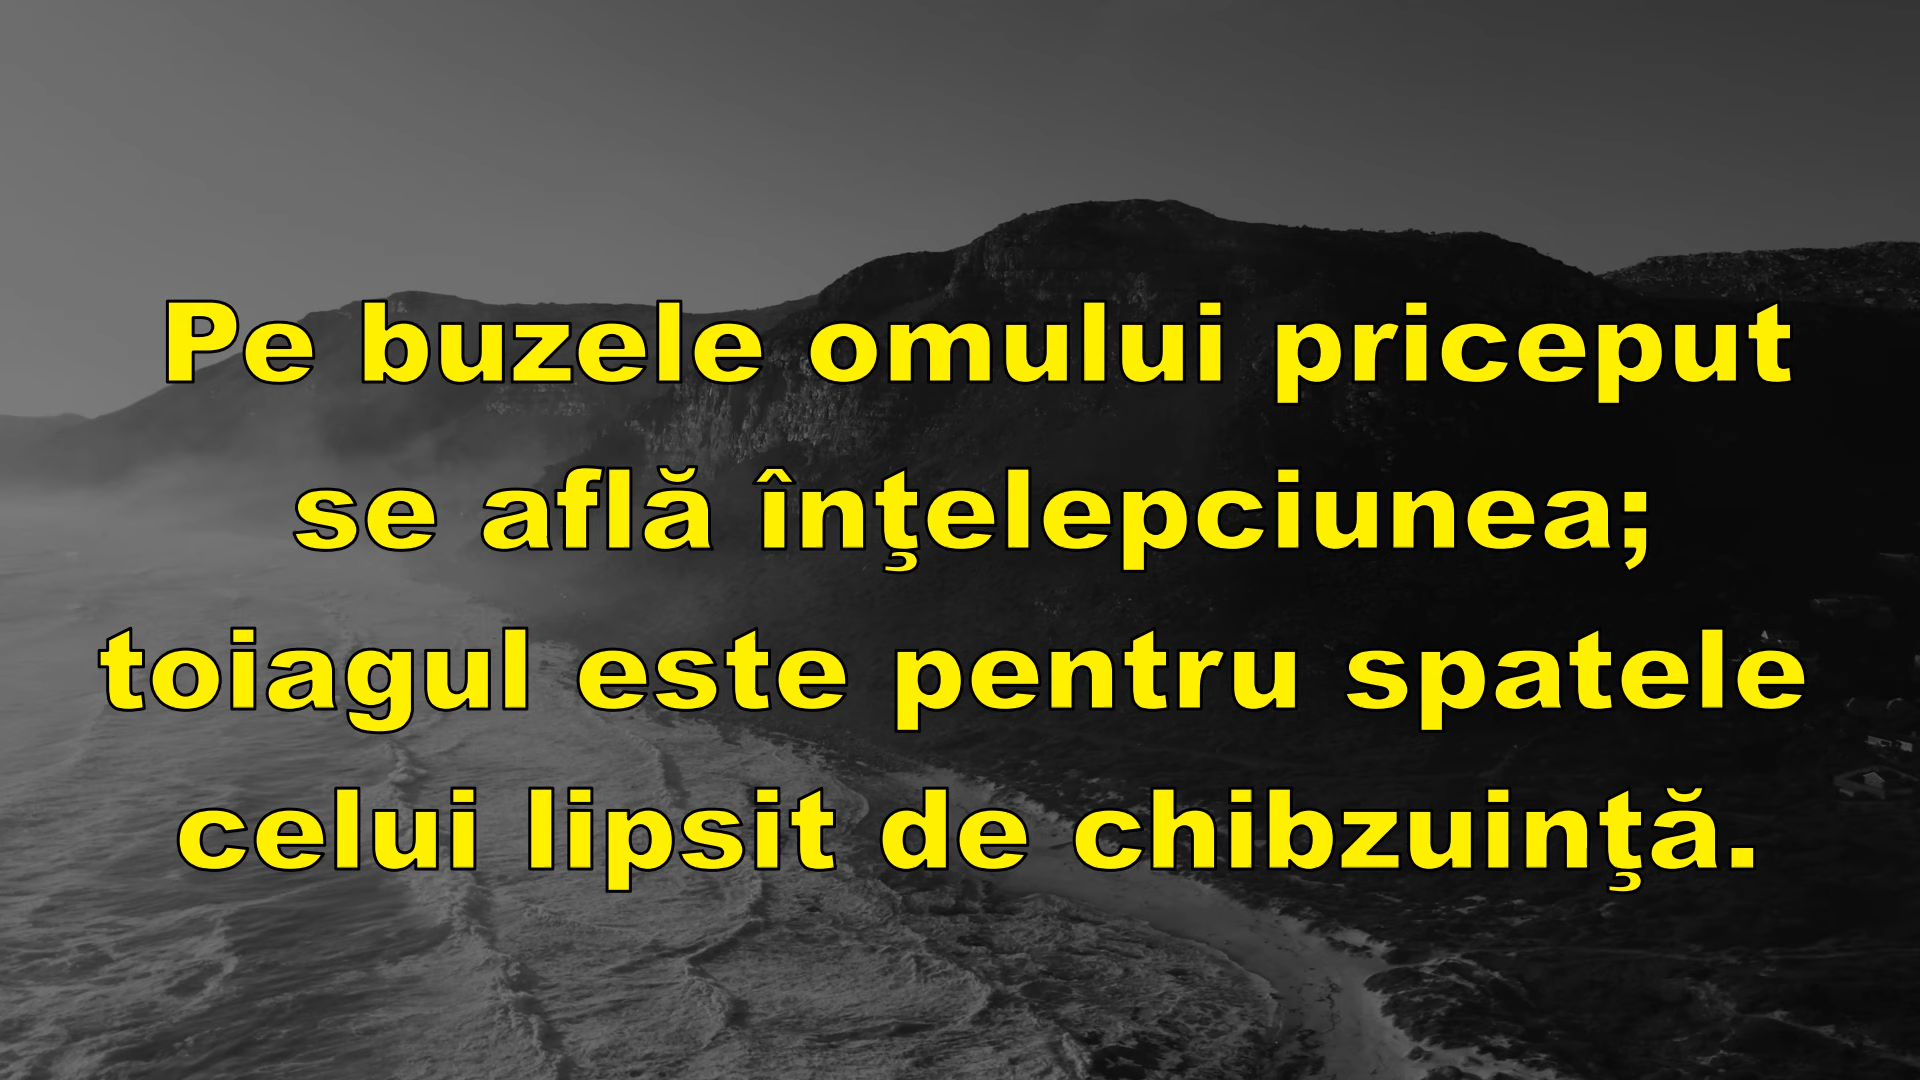 Pe buzele omului priceput
se află înţelepciunea;
toiagul este pentru spatele
celui lipsit de chibzuinţă.